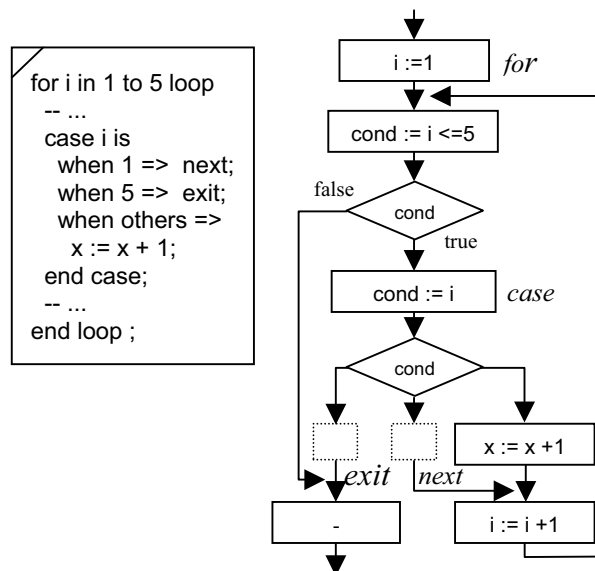 for i in 1 to 5 loop
-- ...
case i is
when 1 => next;
when 5 => exit;
when others =>
x := x + 1;
end case;
-- ...
end loop ;
i :=1
for
cond := i <=5
false
cond
true
cond := i
case
cond
x := x +1
exit
next
-
i := i +1